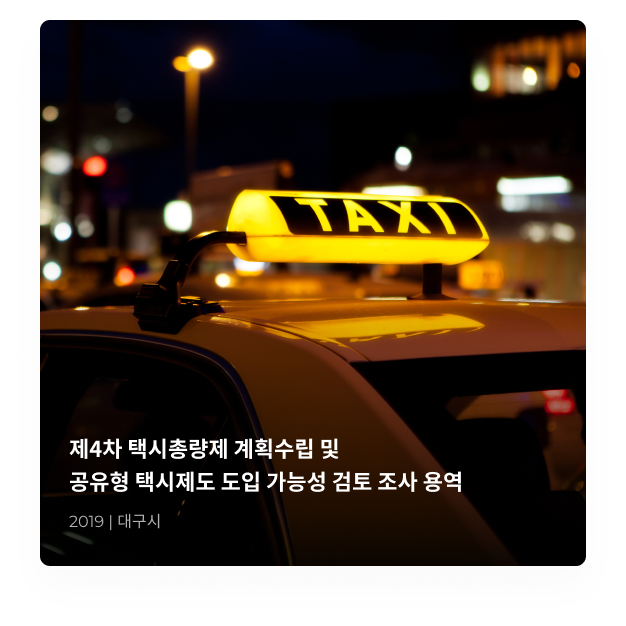 TAXI
제4차 택시총량제 계획수립 및
공유형 택시제도 도입 가능성 검토 조사 용역
2019 | 대구시